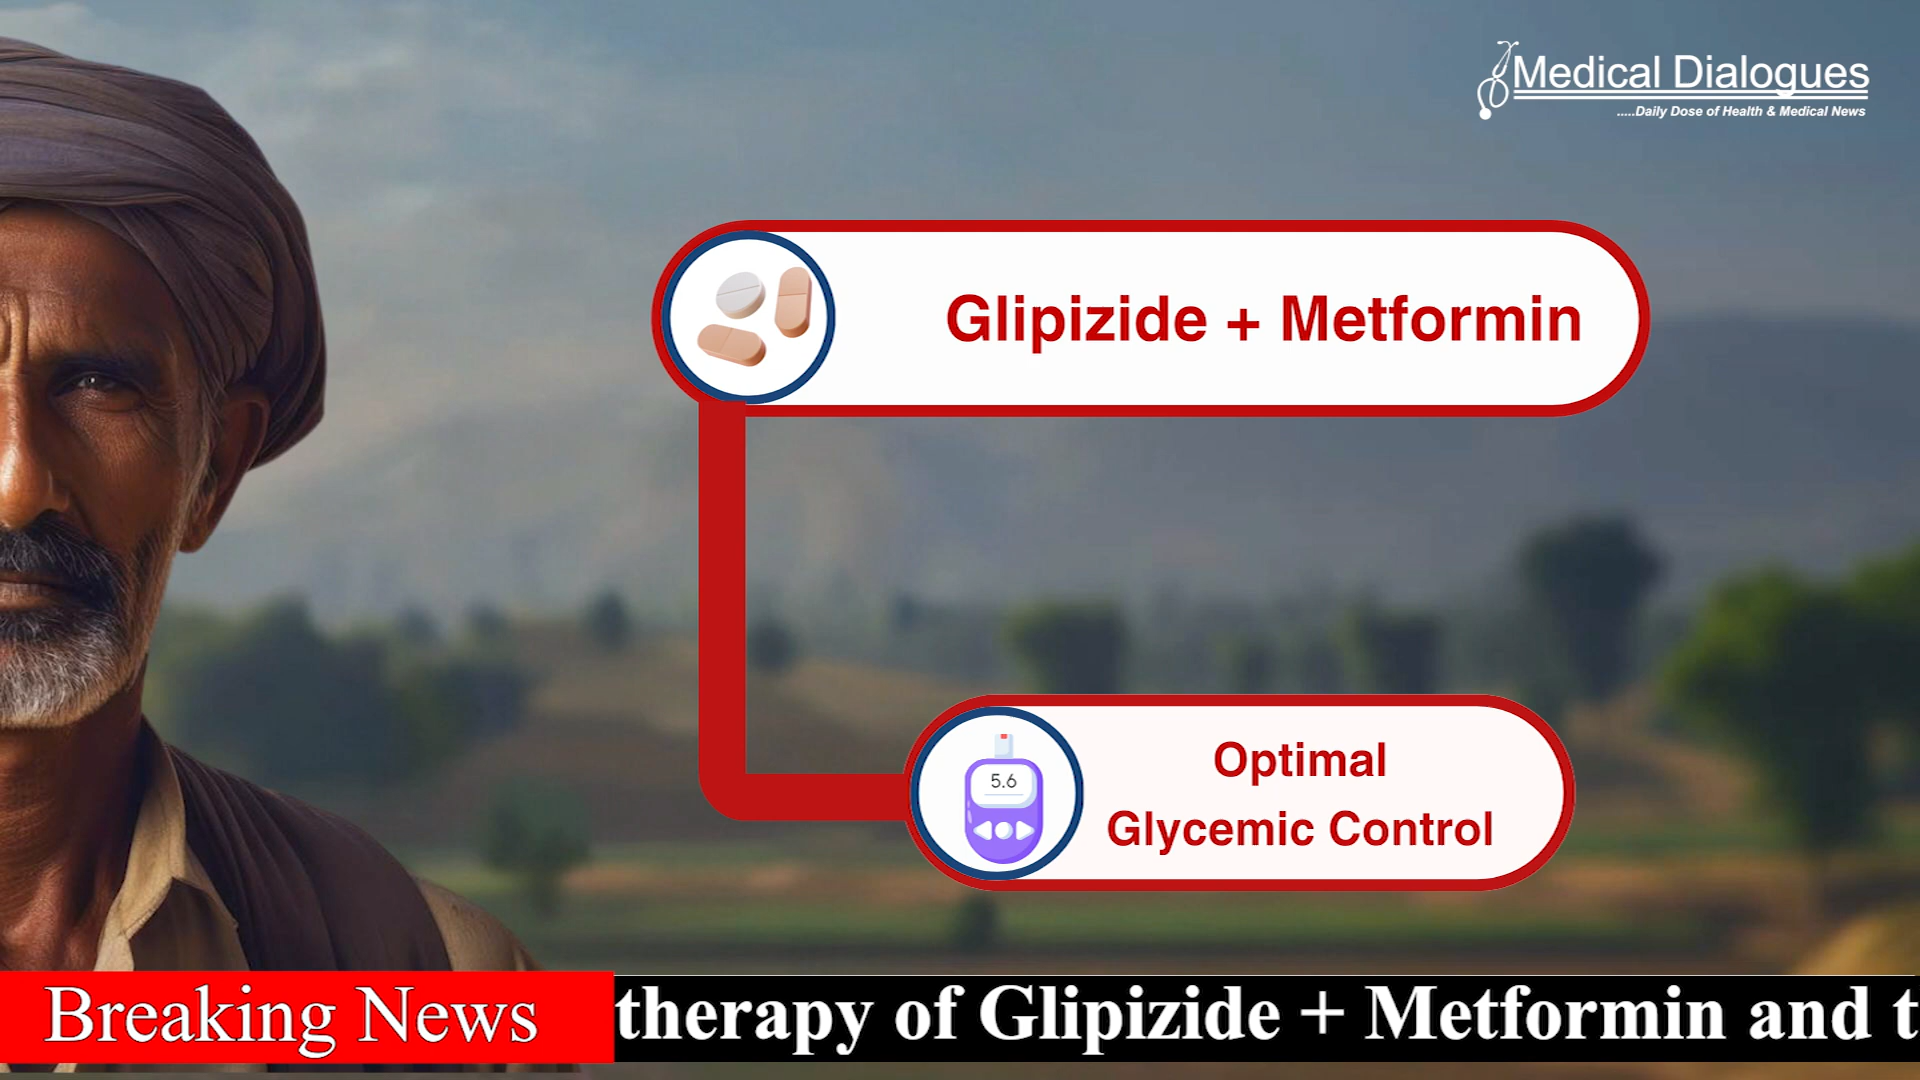 Medical Dialogues
.....Daily Dose of Health & Medical News
Glipizide + Metformin
5.6
Optimal
Glycemic Control
Breaking News
therapy of Glipizide + Metformin and t